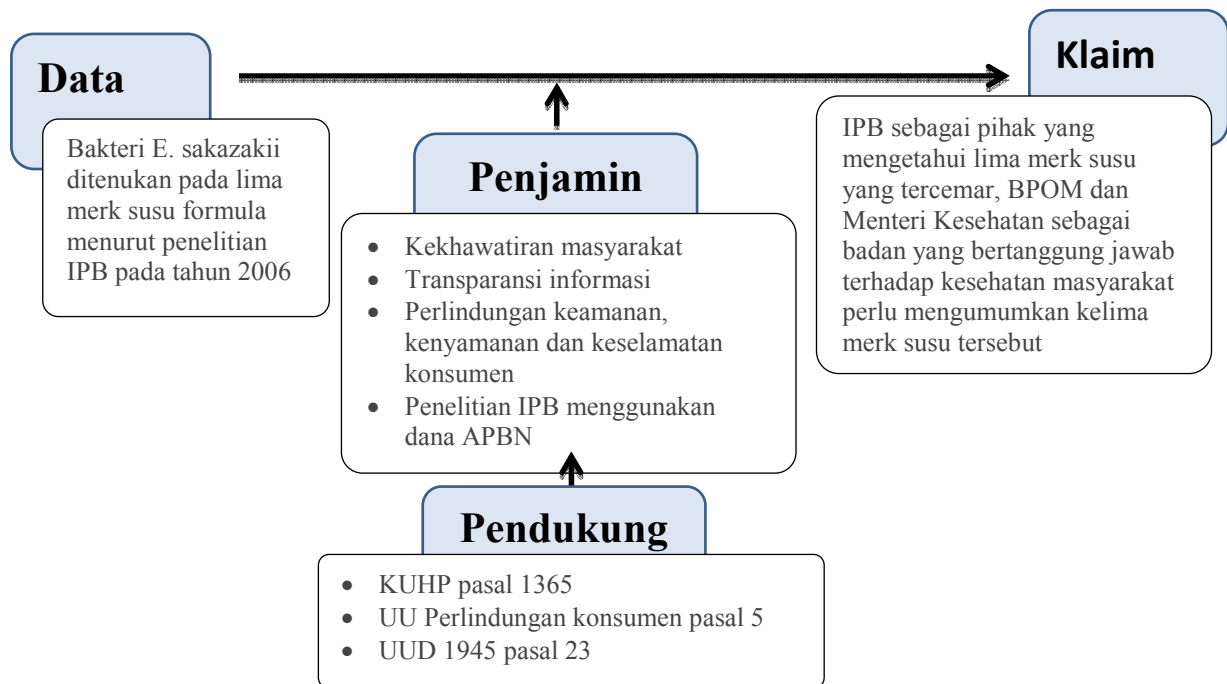 Data
Bakteri E. sakazakii
ditenukan pada lima
merk susu formula
menurut penelitian
IPB pada tahun 2006
Penjamin
• Kekhawatiran masyarakat
• Transparansi informasi
• Perlindungan keamanan,
kenyamanan dan keselamatan
konsumen
• Penelitian IPB menggunakan
dana APBN
Pendukung
• KUHP pasal 1365
• UU Perlindungan konsumen pasal 5
• UUD 1945 pasal 23
Klaim
IPB sebagai pihak yang
mengetahui lima merk susu
yang tercemar, BPOM dan
Menteri Kesehatan sebagai
badan yang bertanggung jawab
terhadap kesehatan masyarakat
perlu mengumumkan kelima
merk susu tersebut